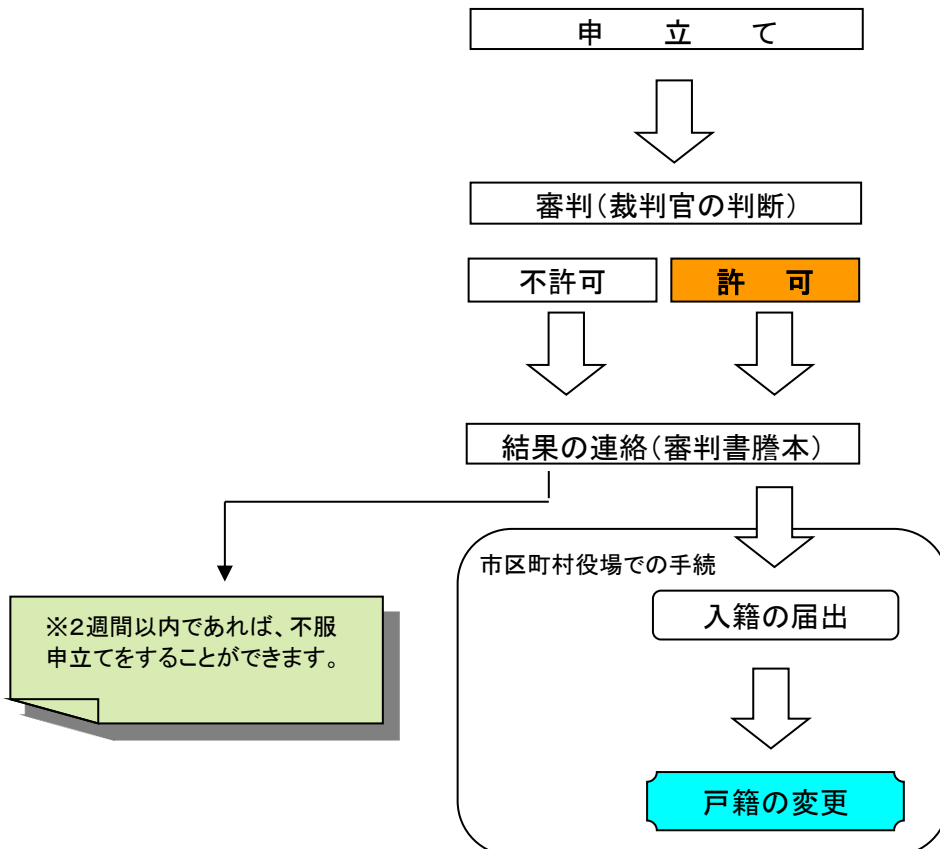 申　立　て
審判（裁判官の判断）
不許可
許　可
結果の連絡（審判書謄本）
市区町村役場での手続
入籍の届出
※２週間以内であれば、不服
申立てをすることができます。
戸籍の変更